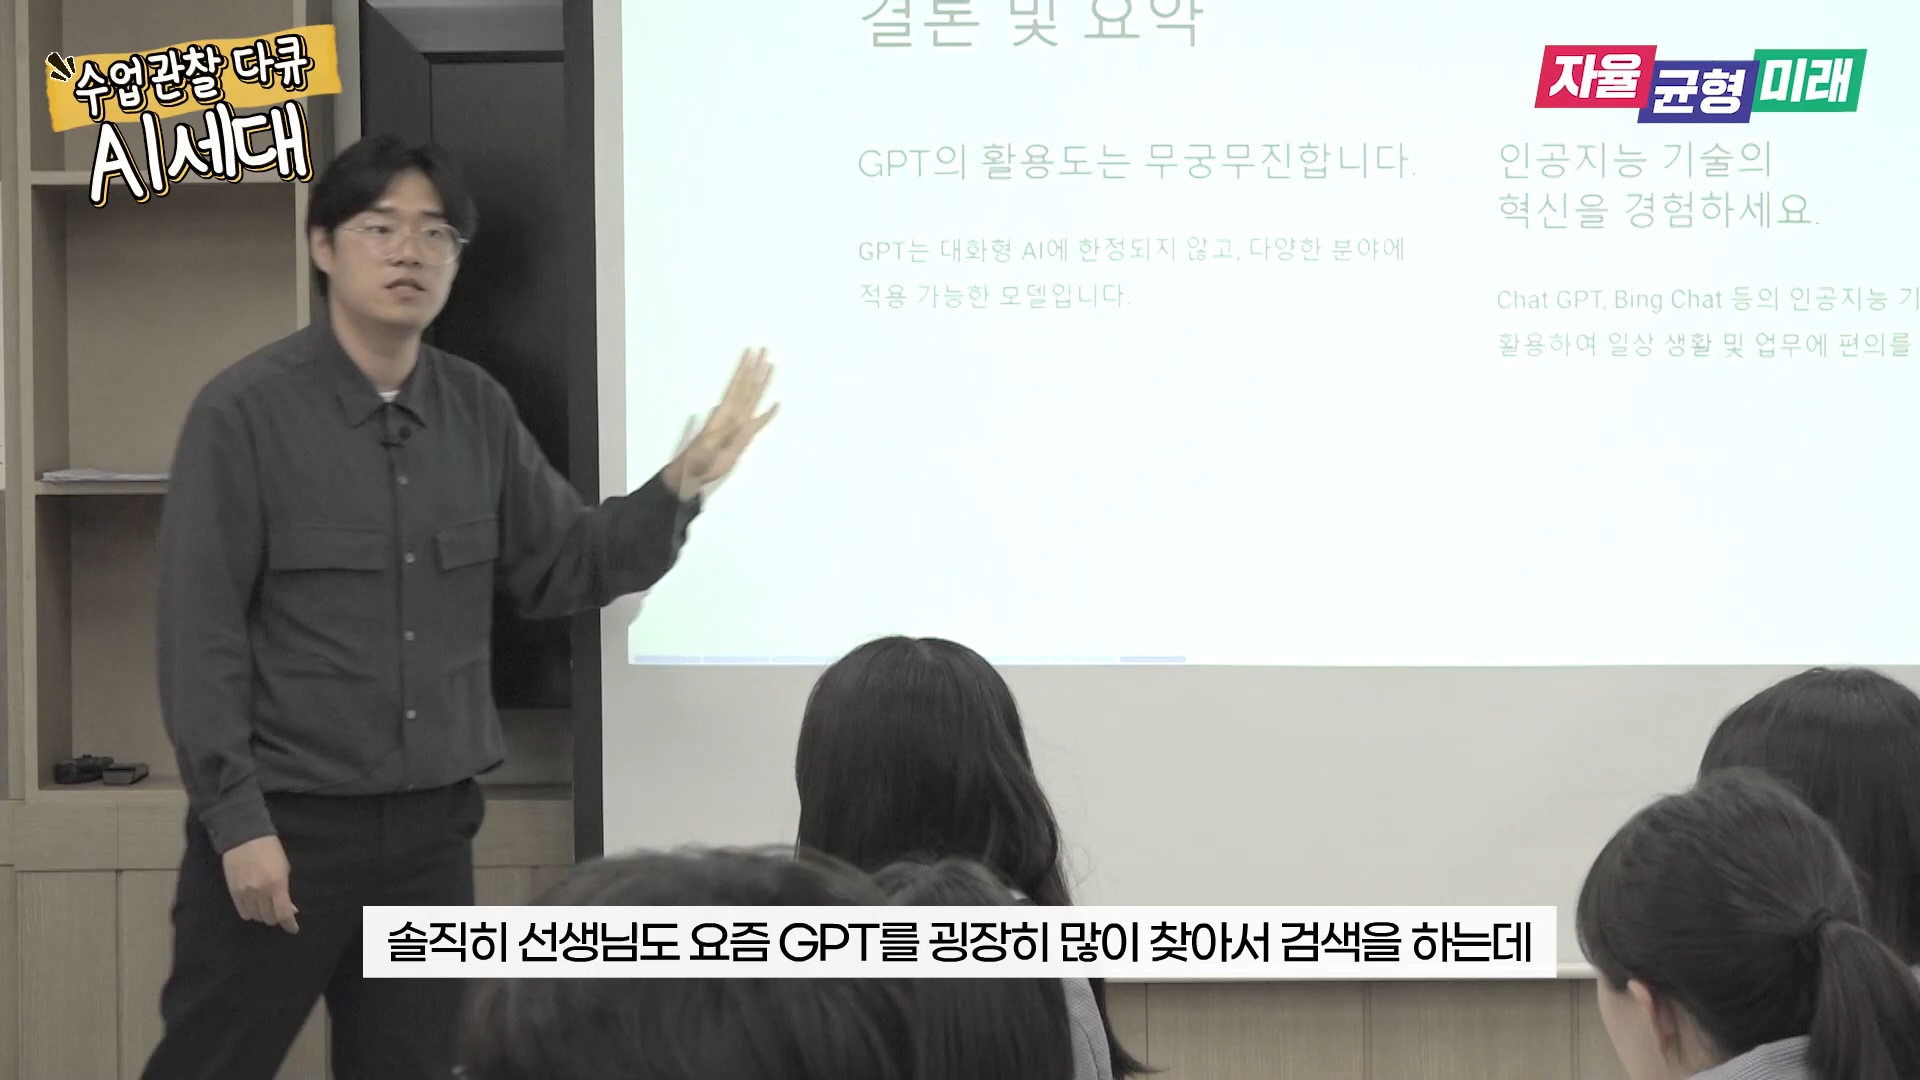 수업관찰 다큐
AI세대
자율 균형 미래
결론 및 요약
GPT의 활용도는 무궁무진합니다.
GPT는 대화형 AI에 한정되지 않고, 다양한 분야에
적용 가능한 모델입니다.
인공지능 기술의
혁신을 경험하세요.
Chat GPT, Bing Chat 등의 인공지능 기
활용하여 일상 생활 및 업무에 편의를
솔직히 선생님도 요즘 GPT를 굉장히 많이 찾아서 검색을 하는데